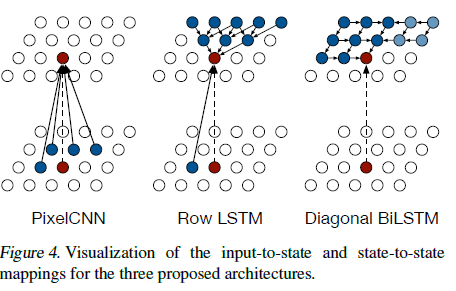 PixelCNN Row LSTM Diagonal BiLSTM
Figure 4. Visualization of the input-to-state and state-to-state
mappings for the three proposed architectures.